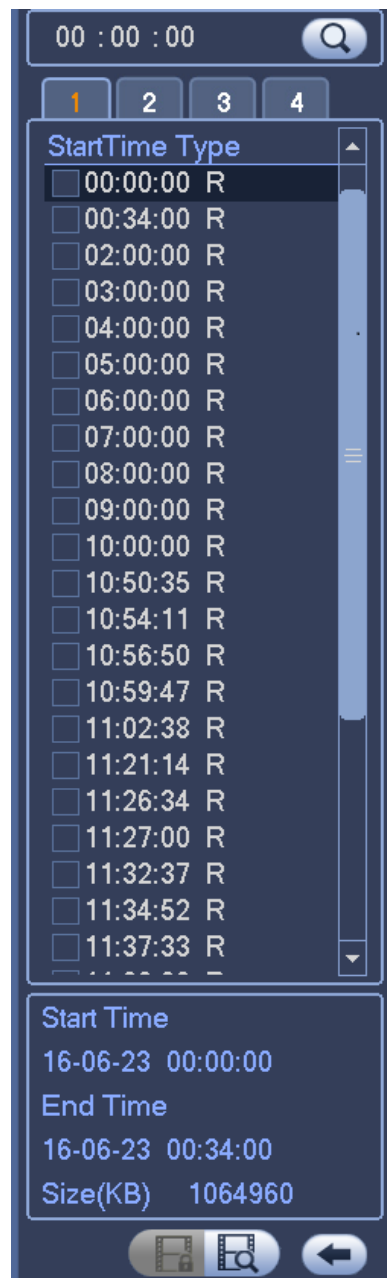 00 : 00 : 00
1 2 3 4
StartTime Type
00:00:00 R
00:34:00 R
02:00:00 R
03:00:00 R
04:00:00 R
05:00:00 R
06:00:00 R
07:00:00 R
08:00:00 R
09:00:00 R
10:00:00 R
10:50:35 R
10:54:11 R
10:56:50 R
10:59:47 R
11:02:38 R
11:21:14 R
11:26:34 R
11:27:00 R
11:32:37 R
11:34:52 R
11:37:33 R
Start Time
16-06-23 00:00:00
End Time
16-06-23 00:34:00
Size(KB) 1064960